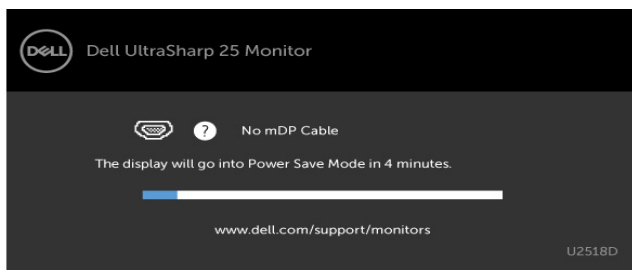 DELL
Dell UltraSharp 25 Monitor
? No mDP Cable
The display will go into Power Save Mode in 4 minutes.
www.dell.com/support/monitors
U2518D